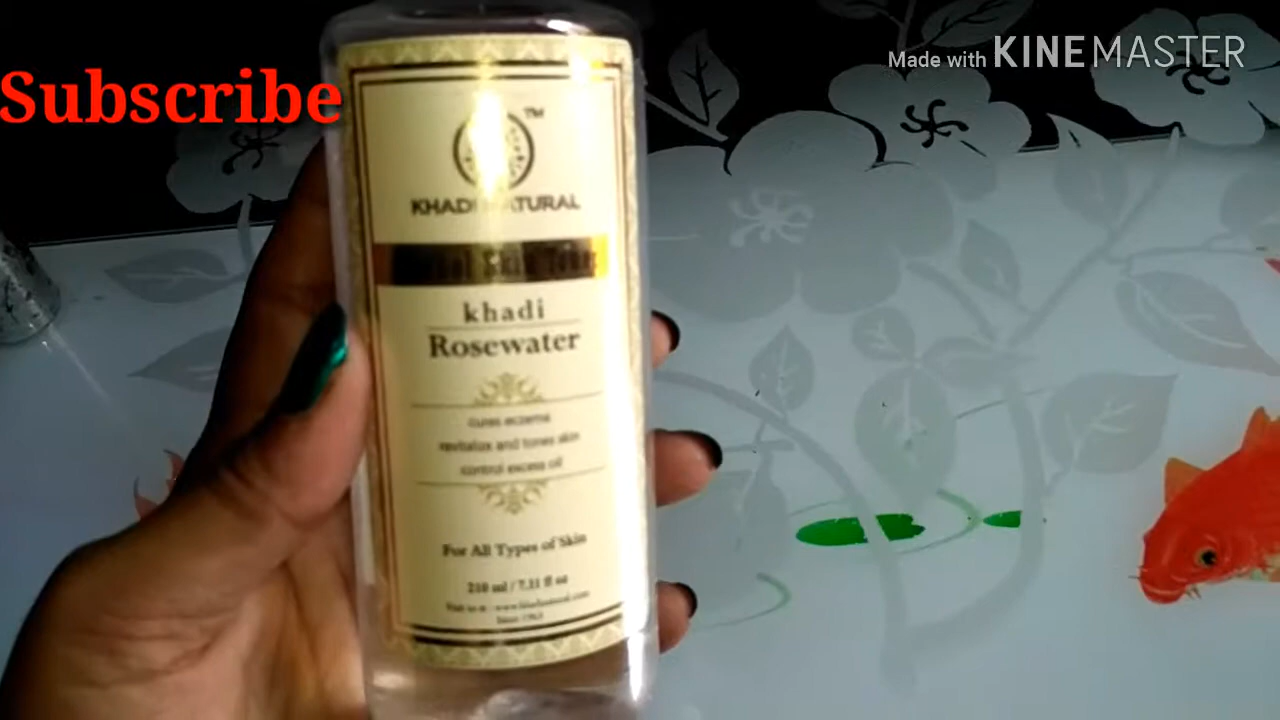 Made with KINEMASTER
Subscribe
TM
KHADI NATURAL
khadi
Rosewater
cures eczema
revitalize and tones skin
control excess oil
For All Types of Skin
210 ml / 7.11 fl oz